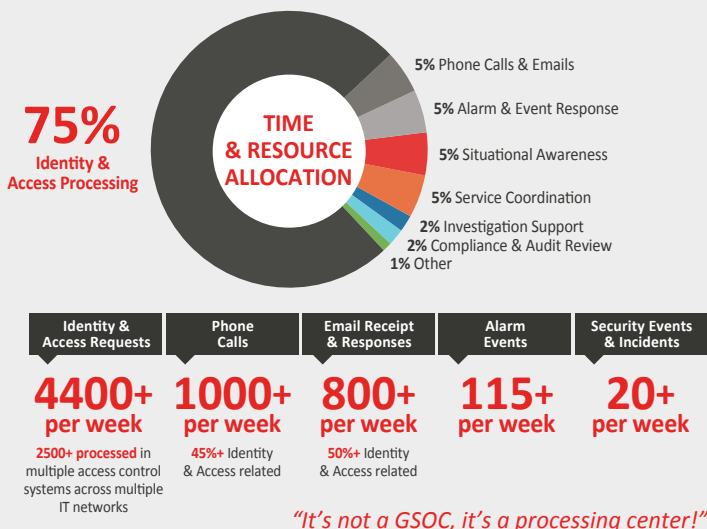 75%
Identity &
Access Processing
TIME
& RESOURCE
ALLOCATION
5% Phone Calls & Emails
5% Alarm & Event Response
5% Situational Awareness
5% Service Coordination
2% Investigation Support
2% Compliance & Audit Review
1% Other
Identity &
Access Requests
4400+
per week
2500+ processed in
multiple access control
systems across multiple
IT networks
Phone
Calls
1000+
per week
45%+ Identity
& Access related
Email Receipt
& Responses
800+
per week
50%+ Identity
& Access related
Alarm
Events
115+
per week
Security Events
& Incidents
20+
per week
“It’s not a GSOC, it’s a processing center!”